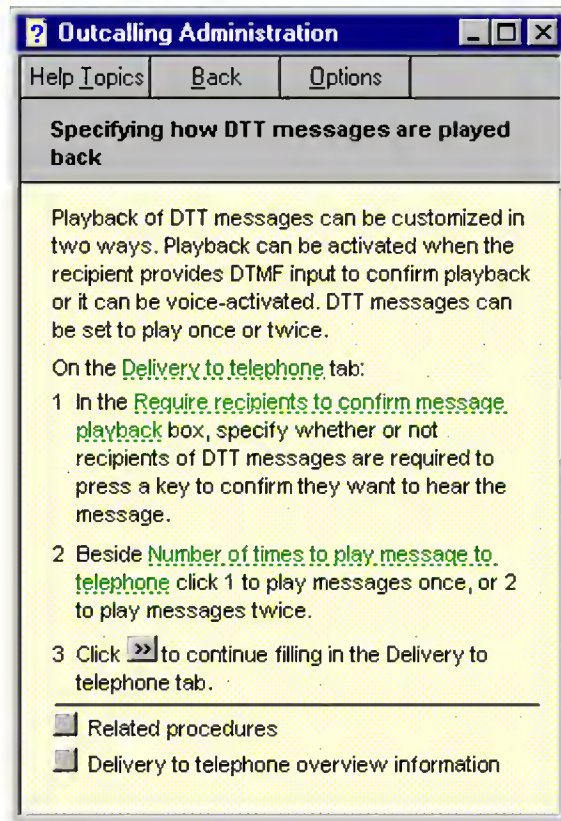 Outcalling Administration
Help Topics Back Options
Specifying how DTT messages are played
back
Playback of DTT messages can be customized in
two ways. Playback can be activated when the
recipient provides DTMF input to confirm playback
or it can be voice-activated. DTT messages can
be set to play once or twice.
On the Delivery to telephone tab:
1 In the Require recipients to confirm message
playback box, specify whether or not
recipients of DTT messages are required to
press a key to confirm they want to hear the
message.
2 Beside Number of times to play message to
telephone click 1 to play messages once, or 2
to play messages twice.
3 Click >> to continue filling in the Delivery to
telephone tab.
Related procedures
Delivery to telephone overview information